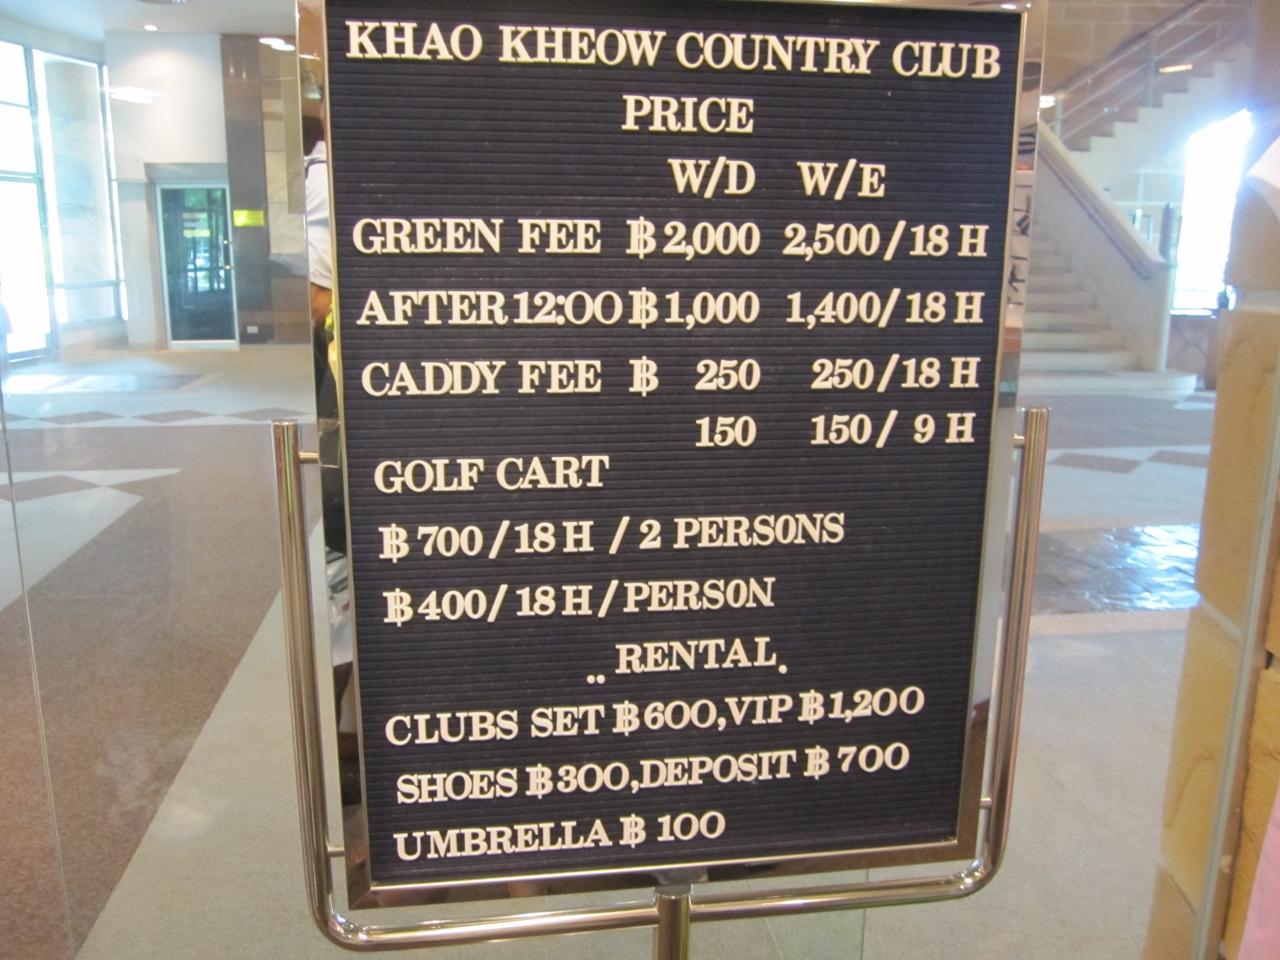 KHAO KHEOW COUNTRY CLUB
PRICE
W/D W/E
GREEN FEE ฿ 2,000 2,500/18 H
AFTER 12:00 ฿ 1,000 1,400/18 H
CADDY FEE ฿ 250 250/18 H
150 150/ 9 H
GOLF CART
฿ 700/18 H /2 PERSONS
฿ 400/ 18 H/PERSON
.. RENTAL.
CLUBS SET ฿ 600,VIP ฿ 1,200
SHOES ฿ 300,DEPOSIT ฿ 700
UMBRELLA ฿ 100